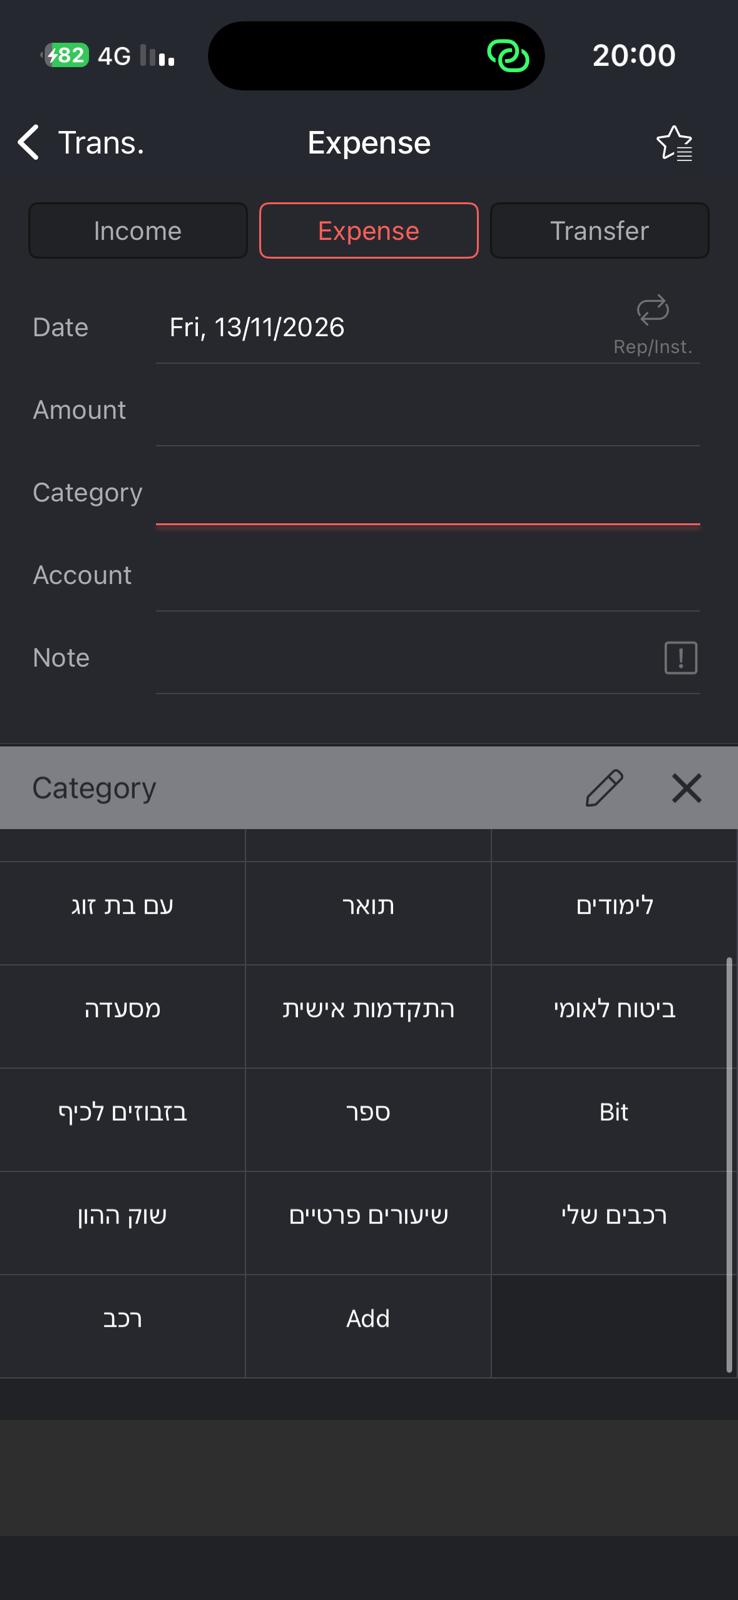 82 4G 20:00
Trans. Expense
Income Expense Transfer
Date Fri, 13/11/2026
Rep/Inst.
Amount
Category
Account
Note
Category
עם בת זוג תואר לימודים
מסעדה התקדמות אישית ביטוח לאומי
בזבוזים לכיף ספר Bit
שוק ההון שיעורים פרטיים רכבים שלי
רכב Add